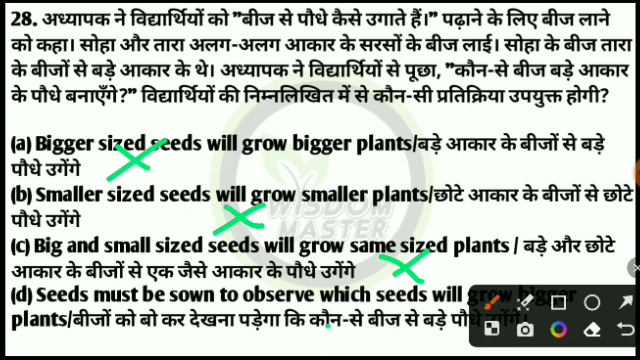 28. अध्यापक ने विद्यार्थियों को "बीज से पौधे कैसे उगाते हैं।" पढ़ाने के लिए बीज लाने
को कहा। सोहा और तारा अलग-अलग आकार के सरसों के बीज लाई। सोहा के बीज तारा
के बीजों से बड़े आकार के थे। अध्यापक ने विद्यार्थियों से पूछा, "कौन-से बीज बड़े आकार
के पौधे बनाएँगे?" विद्यार्थियों की निम्नलिखित में से कौन-सी प्रतिक्रिया उपयुक्त होगी?
(a) Bigger sized seeds will grow bigger plants/बड़े आकार के बीजों से बड़े
पौधे उगेंगे
(b) Smaller sized seeds will grow smaller plants/छोटे आकार के बीजों से छोटे
पौधे उगेंगे
WISDOM
MASTER
(c) Big and small sized seeds will grow same sized plants / बड़े और छोटे
आकार के बीजों से एक जैसे आकार के पौधे उगेंगे
(d) Seeds must be sown to observe which seeds will grow bigger
plants/बीजों को बो कर देखना पड़ेगा कि कौन-से बीज से बड़े पौधे उगेंगे।